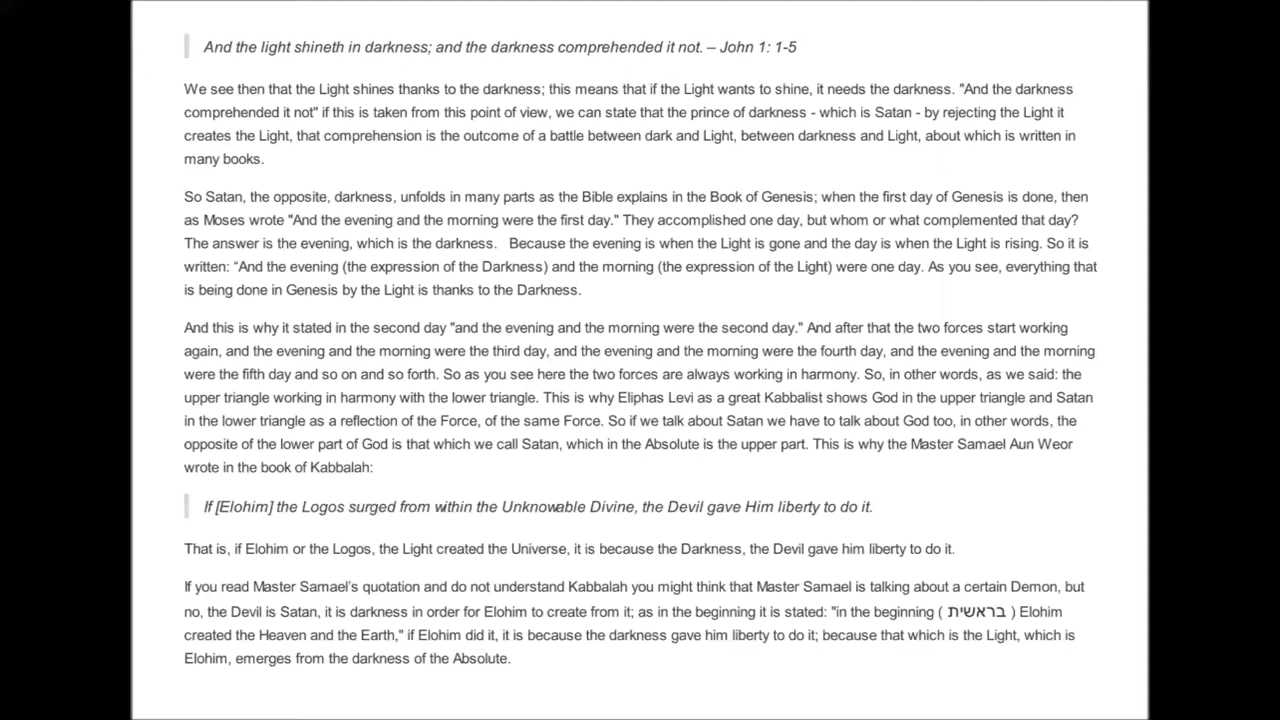 And the light shineth in darkness; and the darkness comprehended it not. – John 1: 1-5
We see then that the Light shines thanks to the darkness; this means that if the Light wants to shine, it needs the darkness. "And the darkness
comprehended it not" if this is taken from this point of view, we can state that the prince of darkness - which is Satan - by rejecting the Light it
creates the Light, that comprehension is the outcome of a battle between dark and Light, between darkness and Light, about which is written in
many books.
So Satan, the opposite, darkness, unfolds in many parts as the Bible explains in the Book of Genesis; when the first day of Genesis is done, then
as Moses wrote "And the evening and the morning were the first day." They accomplished one day, but whom or what complemented that day?
The answer is the evening, which is the darkness.   Because the evening is when the Light is gone and the day is when the Light is rising. So it is
written: “And the evening (the expression of the Darkness) and the morning (the expression of the Light) were one day. As you see, everything that
is being done in Genesis by the Light is thanks to the Darkness.
And this is why it stated in the second day "and the evening and the morning were the second day." And after that the two forces start working
again, and the evening and the morning were the third day, and the evening and the morning were the fourth day, and the evening and the morning
were the fifth day and so on and so forth. So as you see here the two forces are always working in harmony. So, in other words, as we said: the
upper triangle working in harmony with the lower triangle. This is why Eliphas Levi as a great Kabbalist shows God in the upper triangle and Satan
in the lower triangle as a reflection of the Force, of the same Force. So if we talk about Satan we have to talk about God too, in other words, the
opposite of the lower part of God is that which we call Satan, which in the Absolute is the upper part. This is why the Master Samael Aun Weor
wrote in the book of Kabbalah:
If [Elohim] the Logos surged from within the Unknowable Divine, the Devil gave Him liberty to do it.
That is, if Elohim or the Logos, the Light created the Universe, it is because the Darkness, the Devil gave him liberty to do it.
If you read Master Samael’s quotation and do not understand Kabbalah you might think that Master Samael is talking about a certain Demon, but
no, the Devil is Satan, it is darkness in order for Elohim to create from it; as in the beginning it is stated: "in the beginning ( בראשית ) Elohim
created the Heaven and the Earth," if Elohim did it, it is because the darkness gave him liberty to do it; because that which is the Light, which is
Elohim, emerges from the darkness of the Absolute.